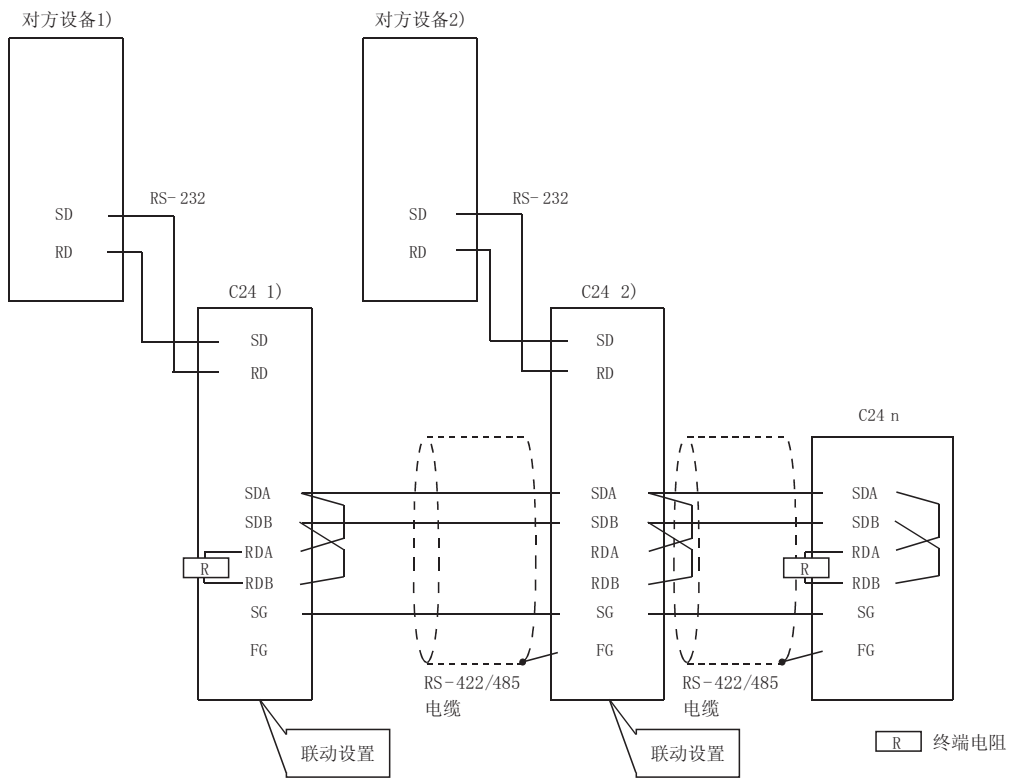 对方设备1)
对方设备2)
RS-232
RS-232
SD
RD
SD
RD
C24 1)
C24 2)
SD
RD
SD
RD
C24 n
SDA
SDB
RDA
RDB
SG
FG
R
SDA
SDB
RDA
RDB
SG
FG
SDA
SDB
RDA
RDB
SG
FG
R
RS-422/485
电缆
RS-422/485
电缆
联动设置
联动设置
R 终端电阻